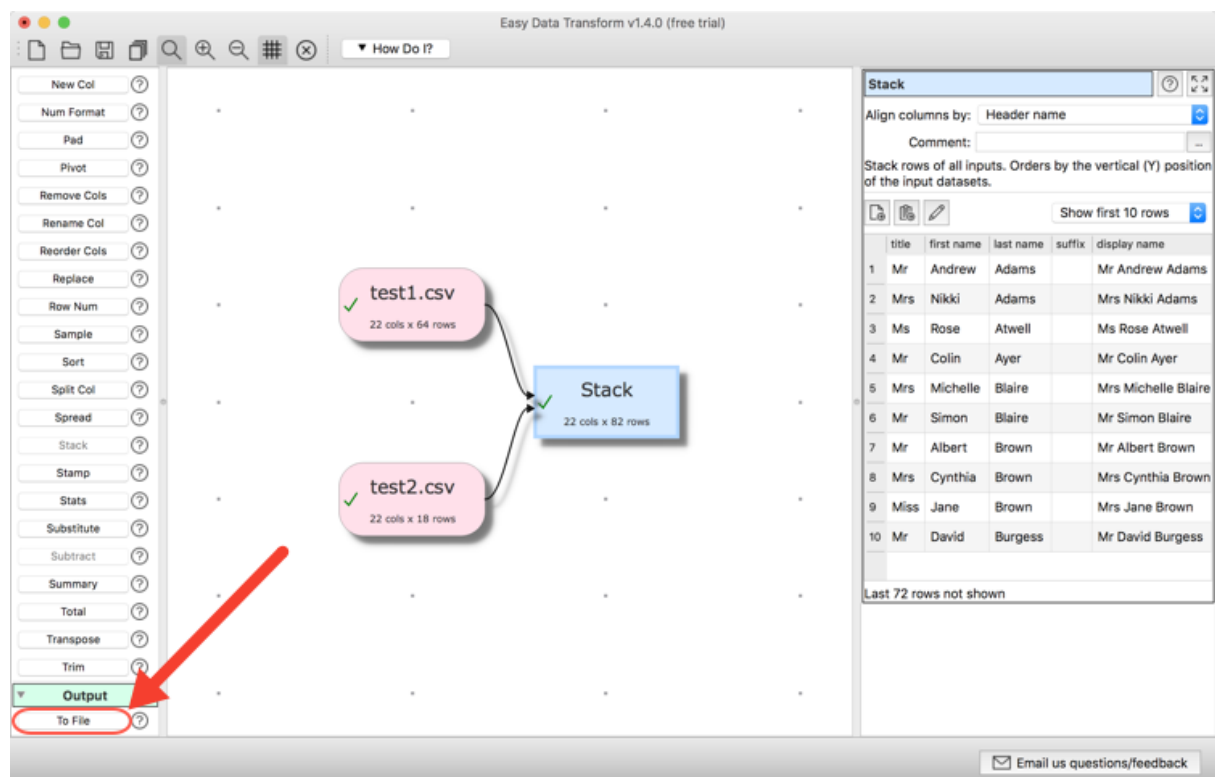 Easy Data Transform v1.4.0 (free trial)
▼ How Do I?
New Col
Num Format
Pad
Pivot
Remove Cols
Rename Col
Reorder Cols
Replace
Row Num
Sample
Sort
Split Col
Spread
Stack
Stamp
Stats
Substitute
Subtract
Summary
Total
Transpose
Trim
Output
To File
test1.csv
22 cols x 64 rows
test2.csv
22 cols x 18 rows
Stack
22 cols x 82 rows
Stack
Align columns by: Header name
Comment: ...
Stack rows of all inputs. Orders by the vertical (Y) position
of the input datasets.
Show first 10 rows
title first name last name suffix display name
1 Mr Andrew Adams Mr Andrew Adams
2 Mrs Nikki Adams Mrs Nikki Adams
3 Ms Rose Atwell Ms Rose Atwell
4 Mr Colin Ayer Mr Colin Ayer
5 Mrs Michelle Blaire Mrs Michelle Blaire
6 Mr Simon Blaire Mr Simon Blaire
7 Mr Albert Brown Mr Albert Brown
8 Mrs Cynthia Brown Mrs Cynthia Brown
9 Miss Jane Brown Mrs Jane Brown
10 Mr David Burgess Mr David Burgess
Last 72 rows not shown
Email us questions/feedback